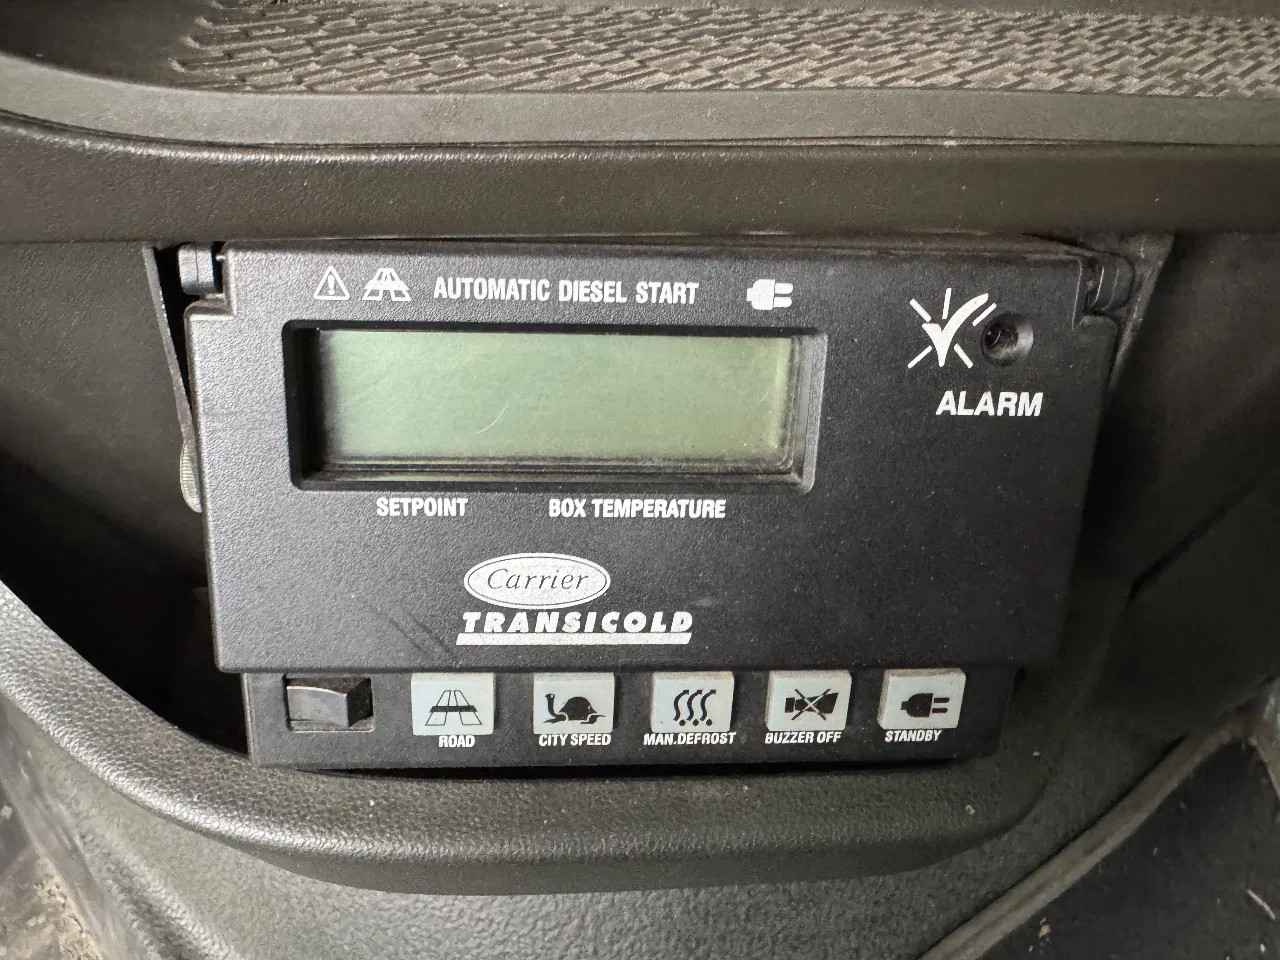 AUTOMATIC DIESEL START
ALARM
SETPOINT BOX TEMPERATURE
Carrier
TRANSICOLD
ROAD CITY SPEED MAN.DEFROST BUZZER OFF STANDBY